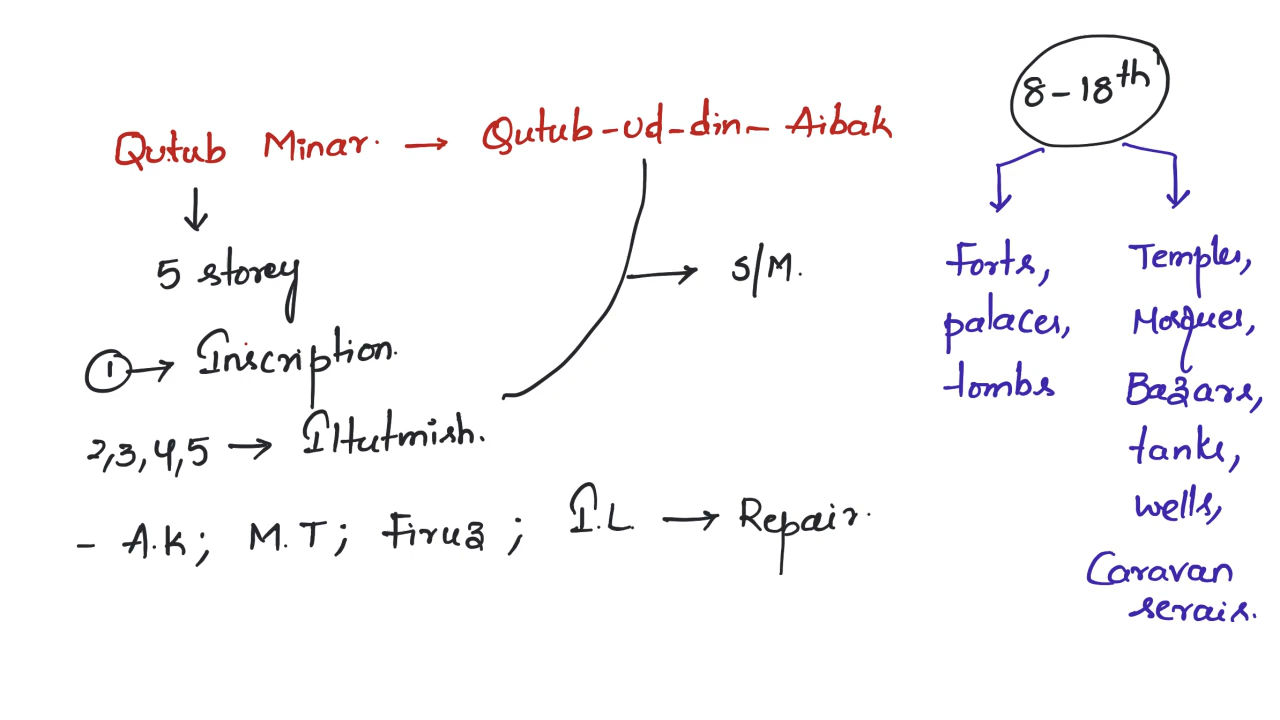 Qutub Minar. → Qutub-ud-din-Aibak
5 storey
S/M.
1 → Inscription.
2,3,4,5 → Iltutmish.
- A.K; M.T; Firuz; I.L → Repair.
8-18th
Forts,
palaces,
tombs
Temples,
Mosques,
Bazars,
tanks,
wells,
Caravan
serais.